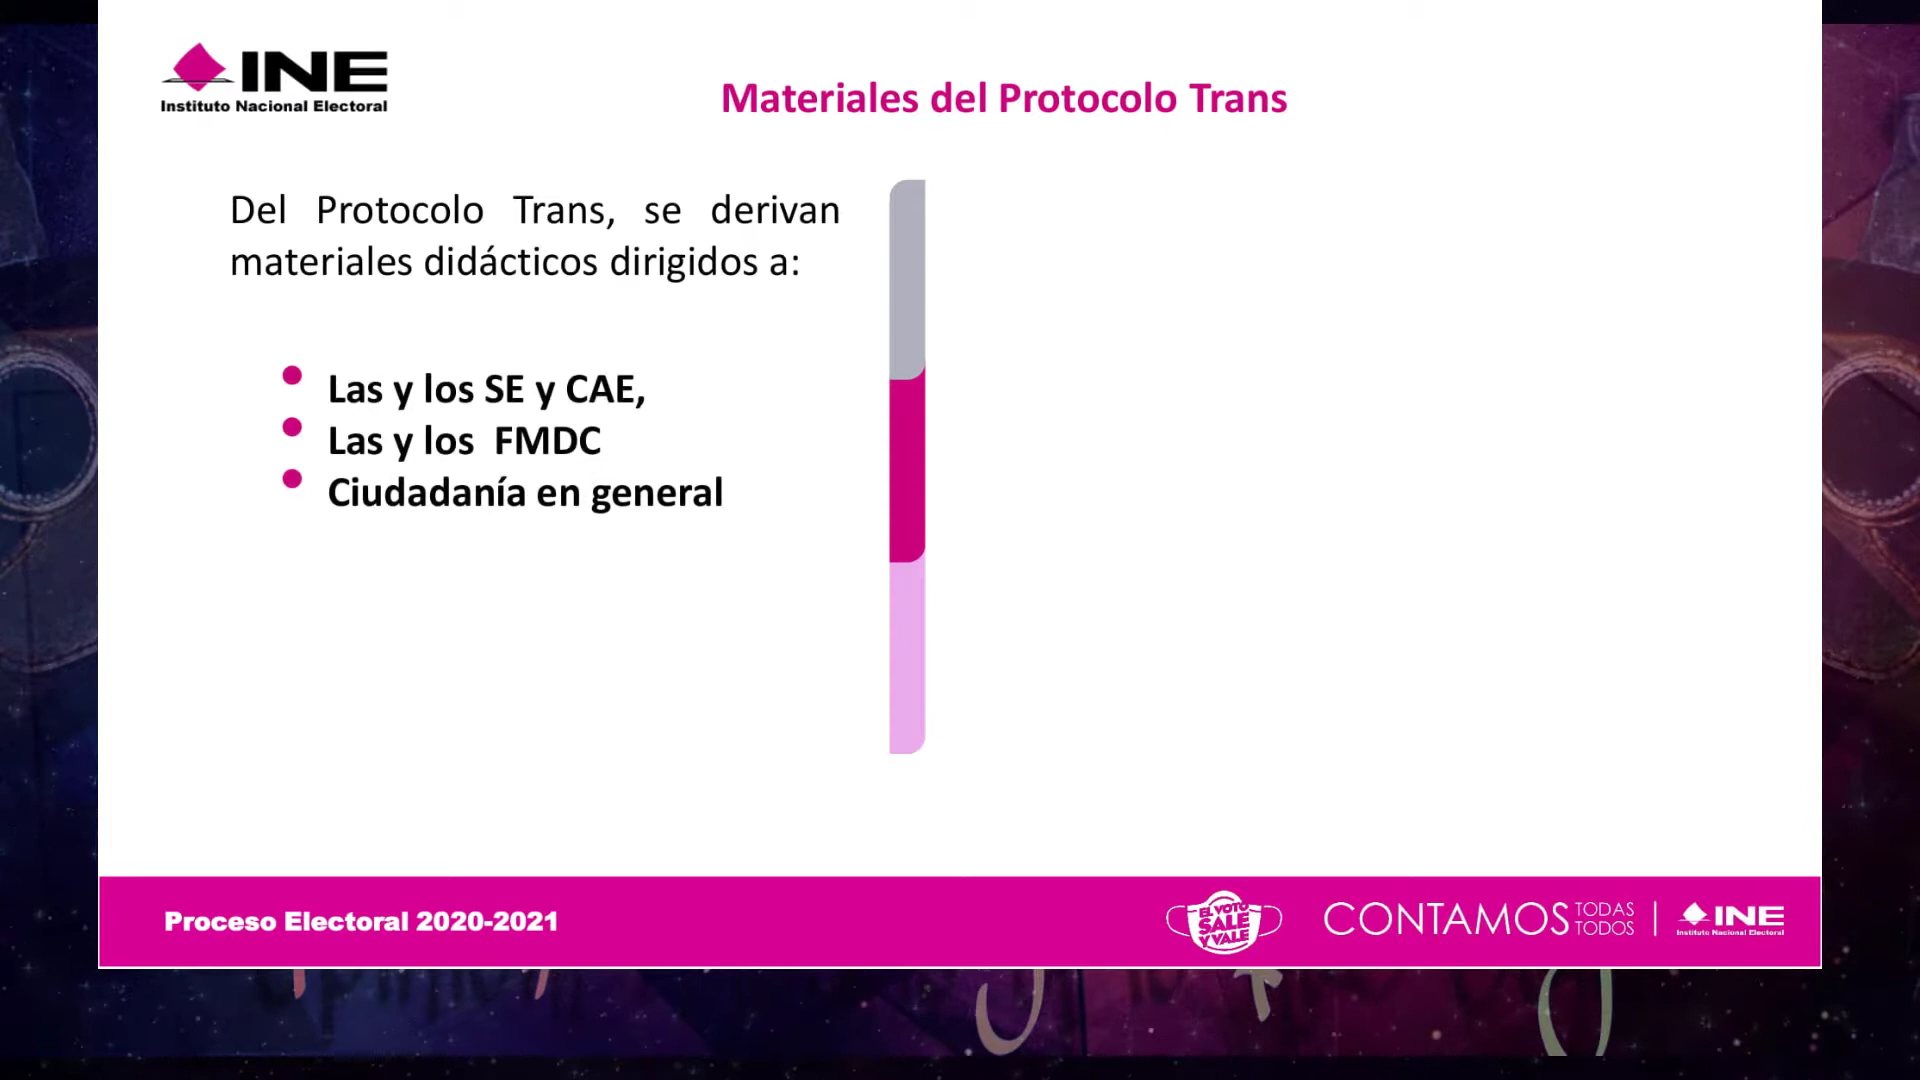 INE
Instituto Nacional Electoral
Materiales del Protocolo Trans
Del Protocolo Trans, se derivan
materiales didácticos dirigidos a:
Las y los SE y CAE,
Las y los FMDC
Ciudadanía en general
Proceso Electoral 2020-2021
EL VOTO
SALE
Y VALE
CONTAMOS TODAS
TODOS
INE
Instituto Nacional Electoral